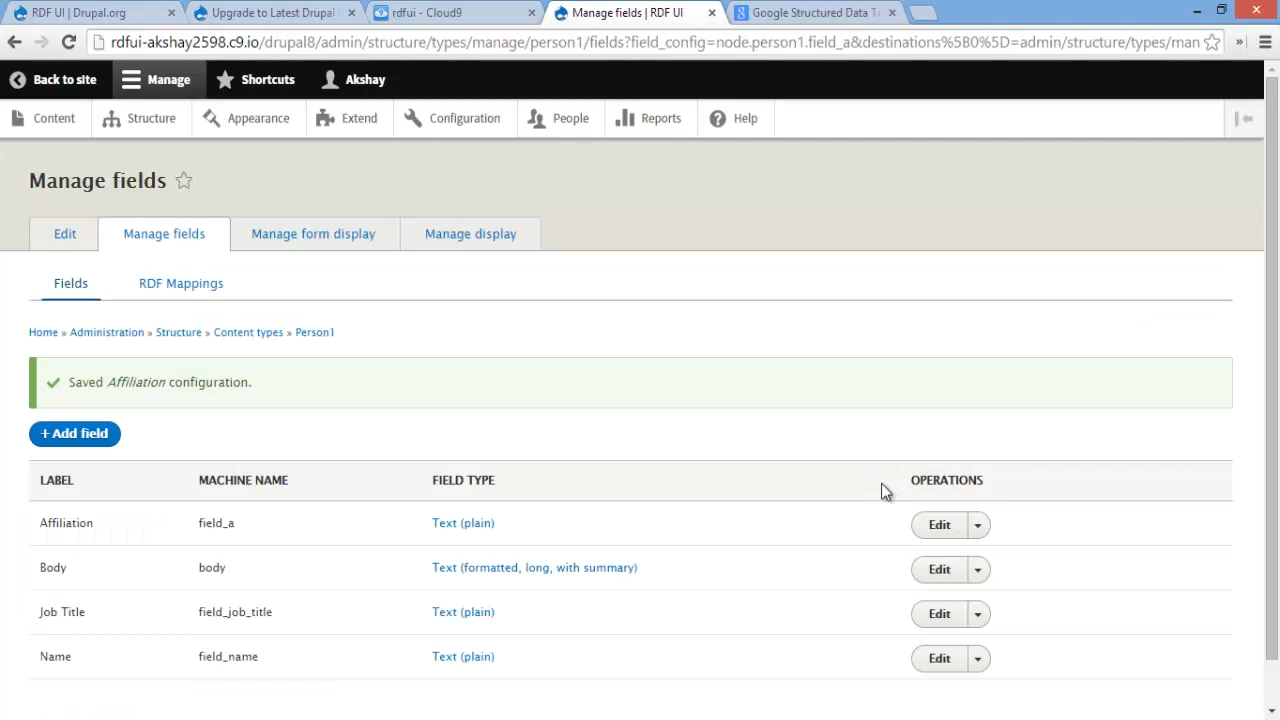 RDF UI | Drupal.org
Upgrade to Latest Drupal
rdfui - Cloud9
Manage fields | RDF UI
Google Structured Data T
rdfui-akshay2598.c9.io/drupal8/admin/structure/types/manage/person1/fields?field_config=node.person1.field_a&destinations%5B0%5D=admin/structure/types/man
Back to site Manage Shortcuts Akshay
Content Structure Appearance Extend Configuration People Reports Help
Manage fields
Edit Manage fields Manage form display Manage display
Fields RDF Mappings
Home » Administration » Structure » Content types » Person1
Saved Affiliation configuration.
+ Add field
LABEL MACHINE NAME FIELD TYPE OPERATIONS
Affiliation field_a Text (plain) Edit
Body body Text (formatted, long, with summary) Edit
Job Title field_job_title Text (plain) Edit
Name field_name Text (plain) Edit